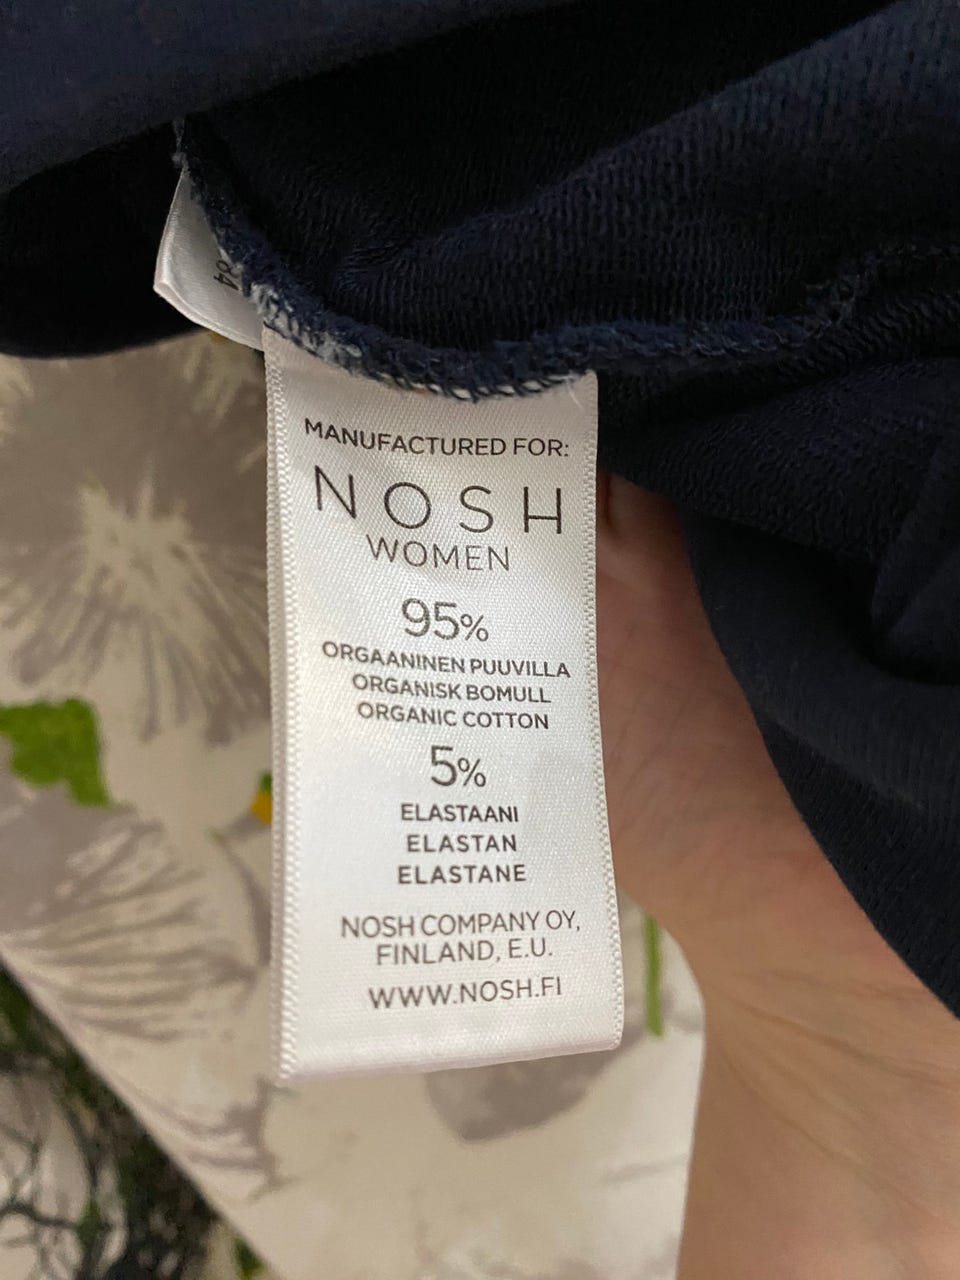 84
MANUFACTURED FOR:
NOSH
WOMEN
95%
ORGAANINEN PUUVILLA
ORGANISK BOMULL
ORGANIC COTTON
5%
ELASTAANI
ELASTAN
ELASTANE
NOSH COMPANY OY,
FINLAND, E.U.
WWW.NOSH.FI